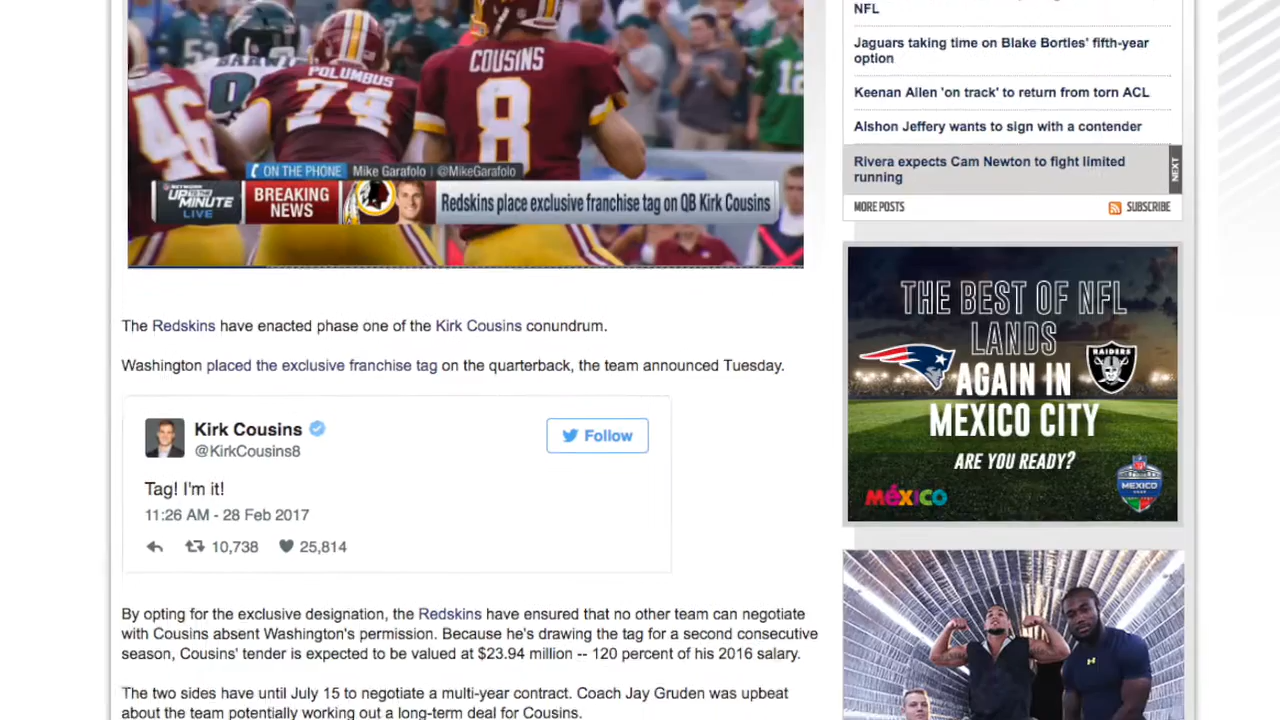 COUSINS
8
POLUMBUS
74
46
12
ON THE PHONE Mike Garafolo | @MikeGarafolo
NETWORK
UP TO THE MINUTE
LIVE
BREAKING NEWS
Redskins place exclusive franchise tag on QB Kirk Cousins
The Redskins have enacted phase one of the Kirk Cousins conundrum.
Washington placed the exclusive franchise tag on the quarterback, the team announced Tuesday.
Kirk Cousins
@KirkCousins8
Follow
Tag! I'm it!
11:26 AM - 28 Feb 2017
10,738 25,814
By opting for the exclusive designation, the Redskins have ensured that no other team can negotiate
with Cousins absent Washington's permission. Because he's drawing the tag for a second consecutive
season, Cousins' tender is expected to be valued at $23.94 million -- 120 percent of his 2016 salary.
The two sides have until July 15 to negotiate a multi-year contract. Coach Jay Gruden was upbeat
about the team potentially working out a long-term deal for Cousins.
NFL
Jaguars taking time on Blake Bortles' fifth-year
option
Keenan Allen 'on track' to return from torn ACL
Alshon Jeffery wants to sign with a contender
Rivera expects Cam Newton to fight limited
running
NEXT
MORE POSTS
SUBSCRIBE
THE BEST OF NFL
LANDS
AGAIN IN
MEXICO CITY
ARE YOU READY?
RAIDERS
MéXICO
MEXICO